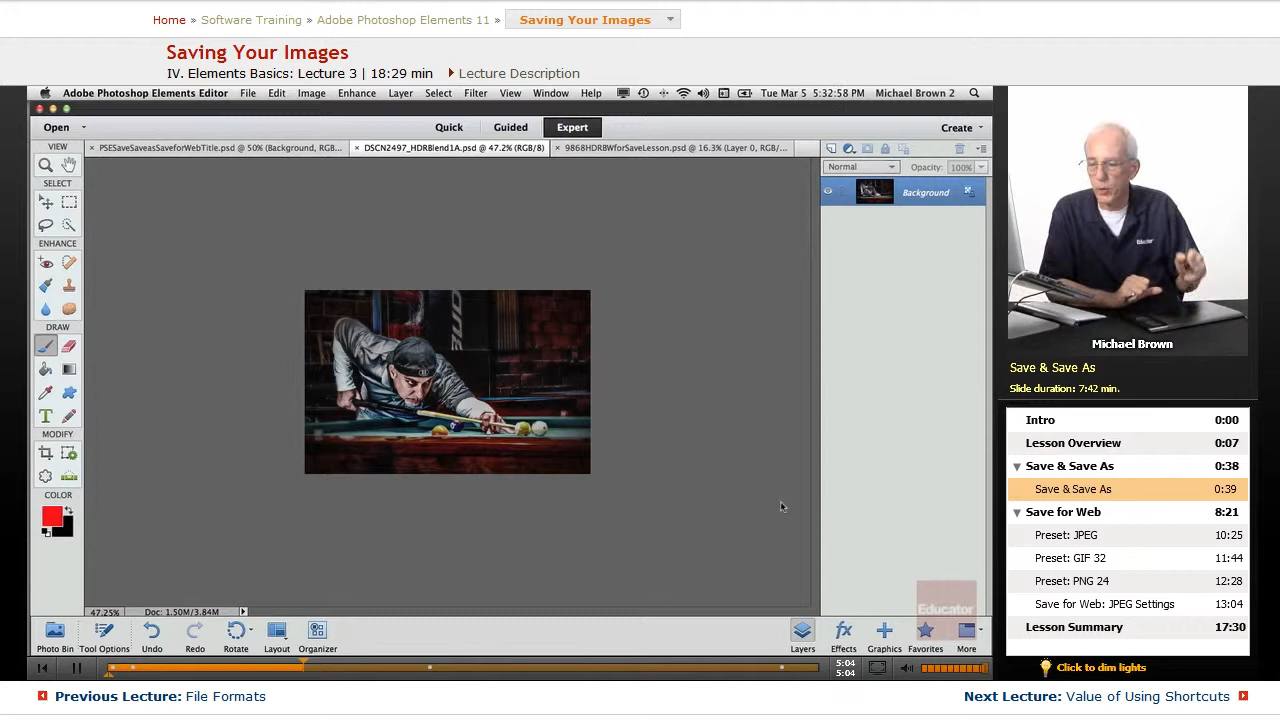 Home » Software Training » Adobe Photoshop Elements 11 » Saving Your Images
Saving Your Images
IV. Elements Basics: Lecture 3 | 18:29 min Lecture Description
Adobe Photoshop Elements Editor File Edit Image Enhance Layer Select Filter View Window Help Tue Mar 5 5:32:58 PM Michael Brown 2
Open Quick Guided Expert Create
VIEW
× PSESaveSaveasSaveforWebTitle.psd @ 50% (Background, RGB... × DSCN2497_HDRBlend1A.psd @ 47.2% (RGB/8) × 9868HDRBWforSaveLesson.psd @ 16.3% (Layer 0, RGB/...
Normal Opacity: 100%
SELECT
Background
ENHANCE
DRAW
MODIFY
COLOR
47.25% Doc: 1.50M/3.84M
Photo Bin Tool Options Undo Redo Rotate Layout Organizer Layers Effects Graphics Favorites More
Educator
5:04
5:04
Educator
Michael Brown
Save & Save As
Slide duration: 7:42 min.
Intro 0:00
Lesson Overview 0:07
Save & Save As 0:38
Save & Save As 0:39
Save for Web 8:21
Preset: JPEG 10:25
Preset: GIF 32 11:44
Preset: PNG 24 12:28
Save for Web: JPEG Settings 13:04
Lesson Summary 17:30
Click to dim lights
Previous Lecture: File Formats
Next Lecture: Value of Using Shortcuts